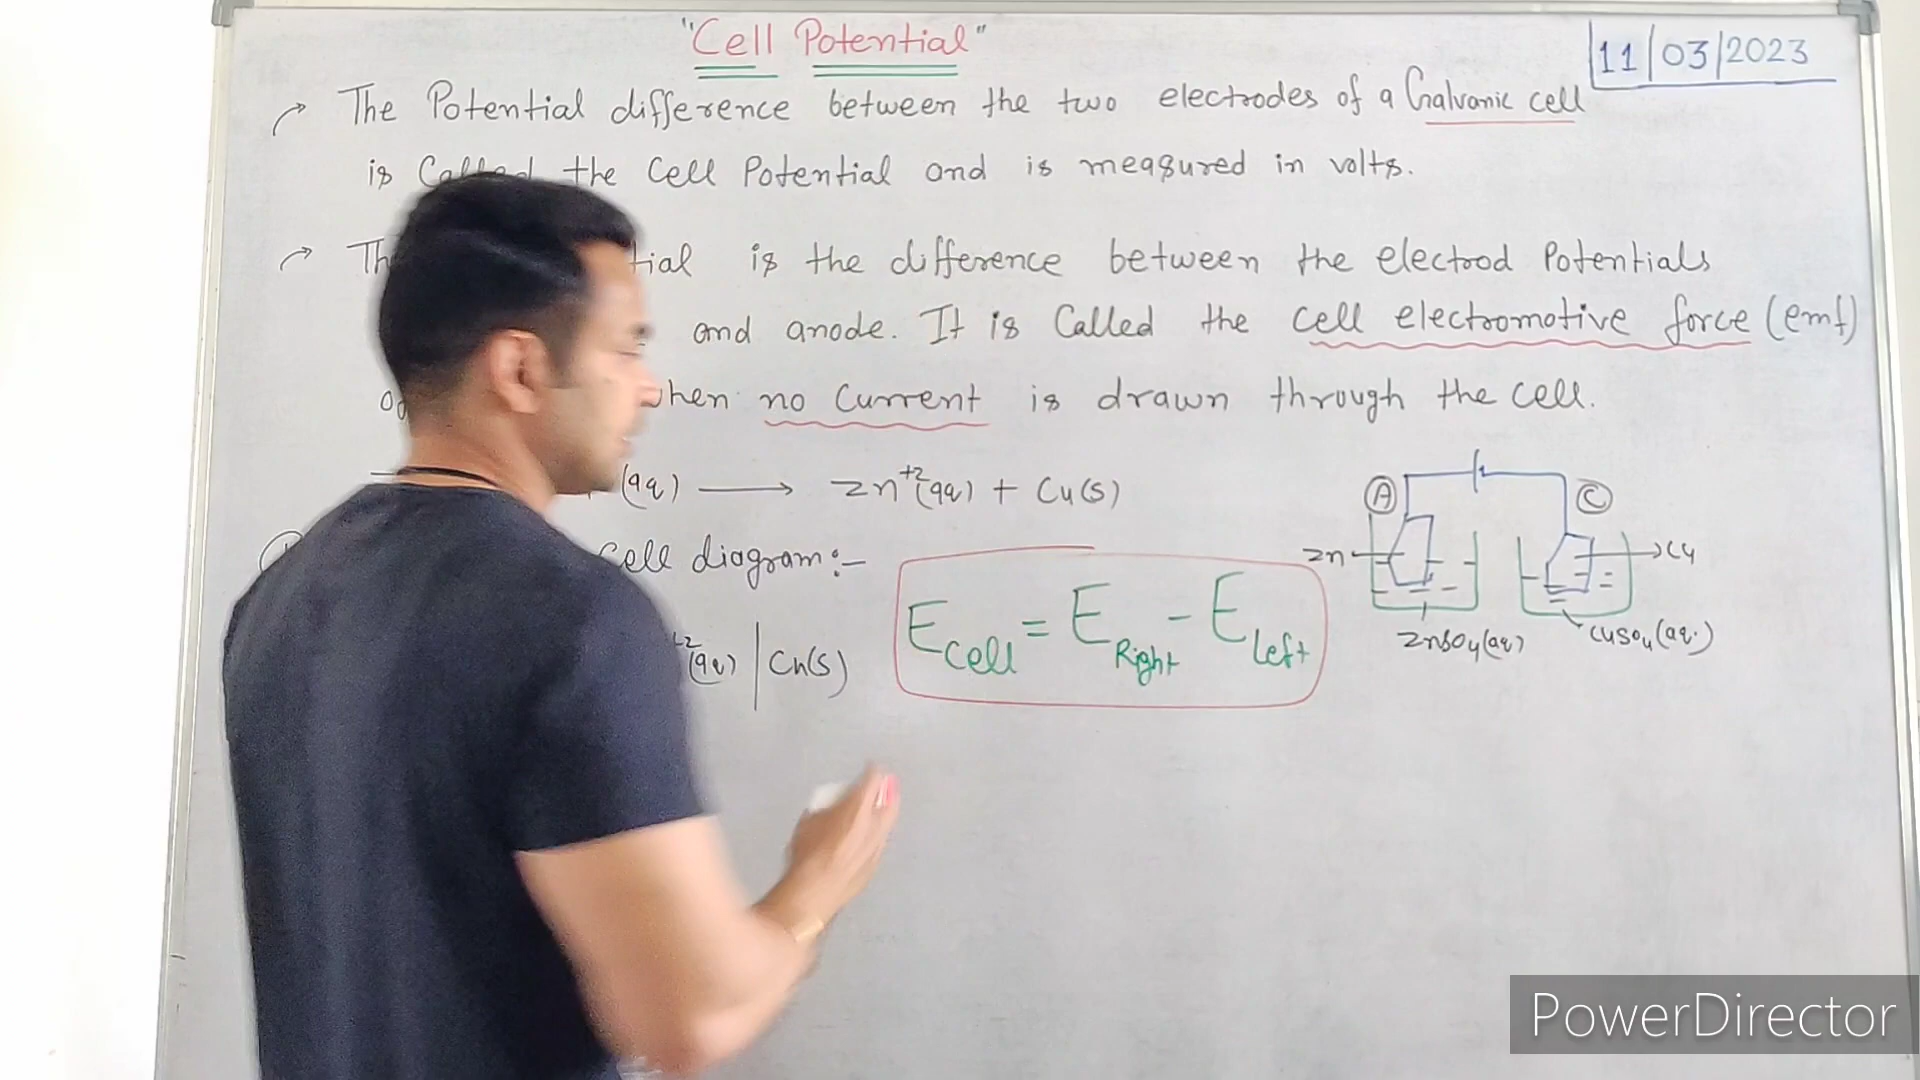 "Cell Potential"
11/03/2023
The Potential difference between the two electrodes of a Galvanic cell
is Called the Cell Potential and is measured in volts.
is the difference between the electrod Potentials
and anode. It is Called the cell electromotive force (emf)
when no Current is drawn through the cell.
(aq) → Zn+2(aq) + Cu(s)
Cell diagram:-
(aq) | Cu(s)
Ecell = ERight - ELeft
A
C
Zn
Cu
ZnSO4(aq)
CuSO4(aq.)
PowerDirector